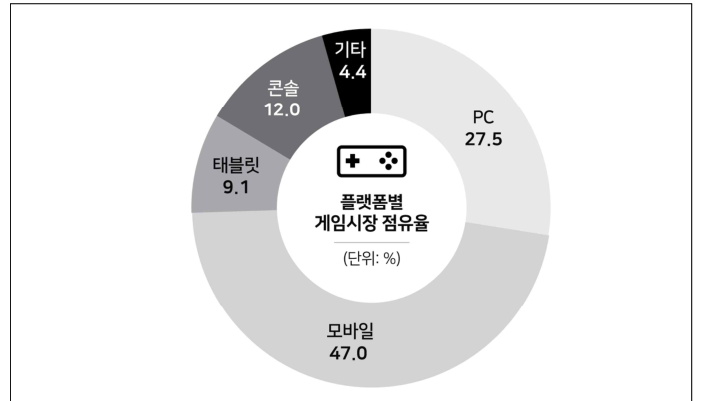 기타
4.4
콘솔
12.0
PC
27.5
태블릿
9.1
플랫폼별
게임시장 점유율
(단위: %)
모바일
47.0